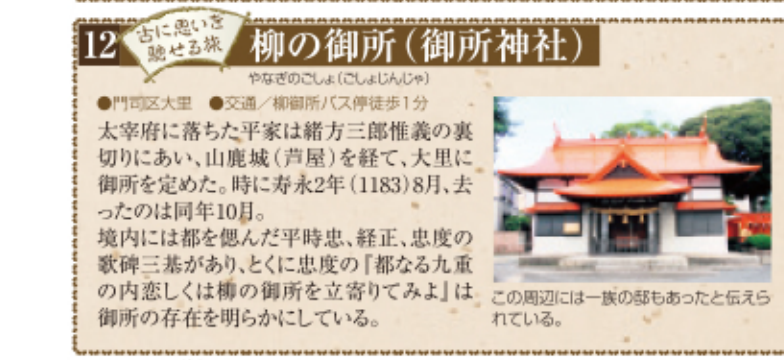 12
古に思いを
馳せる旅
柳の御所（御所神社）
やなぎのごしょ（ごしょじんじゃ）
●門司区大里　●交通／柳御所バス停徒歩1分
太宰府に落ちた平家は緒方三郎惟義の裏
切りにあい、山鹿城（芦屋）を経て、大里に
御所を定めた。時に寿永2年（1183）8月、去
ったのは同年10月。
境内には都を偲んだ平時忠、経正、忠度の
歌碑三基があり、とくに忠度の『都なる九重
の内恋しくは柳の御所を立寄りてみよ』は
御所の存在を明らかにしている。
この周辺には一族の邸もあったと伝えら
れている。